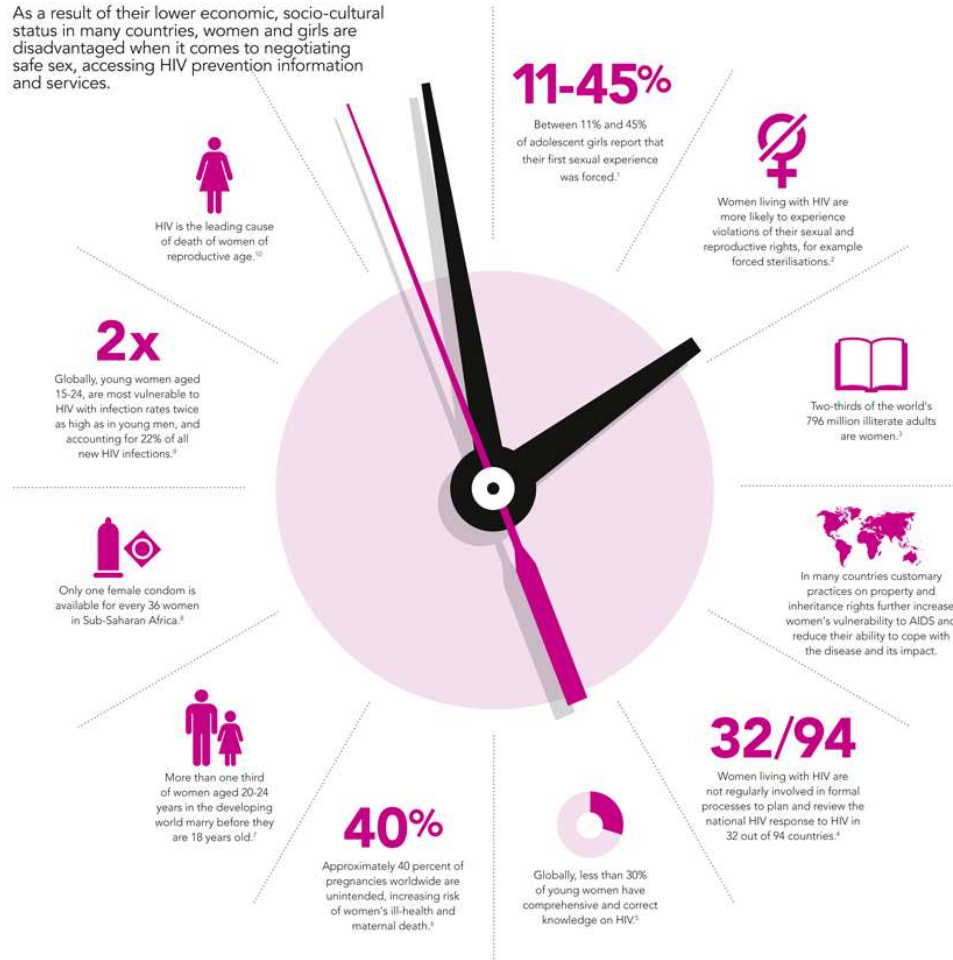 As a result of their lower economic, socio-cultural
status in many countries, women and girls are
disadvantaged when it comes to negotiating
safe sex, accessing HIV prevention information
and services.
11-45%
Between 11% and 45%
of adolescent girls report that
their first sexual experience
was forced.¹
Women living with HIV are
more likely to experience
violations of their sexual and
reproductive rights, for example
forced sterilisations.²
Two-thirds of the world's
796 million illiterate adults
are women.³
In many countries customary
practices on property and
inheritance rights further increase
women's vulnerability to AIDS and
reduce their ability to cope with
the disease and its impact.
32/94
Women living with HIV are
not regularly involved in formal
processes to plan and review the
national HIV response to HIV in
32 out of 94 countries.⁴
Globally, less than 30%
of young women have
comprehensive and correct
knowledge on HIV.⁵
40%
Approximately 40 percent of
pregnancies worldwide are
unintended, increasing risk
of women's ill-health and
maternal death.⁶
More than one third
of women aged 20-24
years in the developing
world marry before they
are 18 years old.⁷
Only one female condom is
available for every 36 women
in Sub-Saharan Africa.⁸
2x
Globally, young women aged
15-24, are most vulnerable to
HIV with infection rates twice
as high as in young men, and
accounting for 22% of all
new HIV infections.⁹
HIV is the leading cause
of death of women of
reproductive age.¹⁰